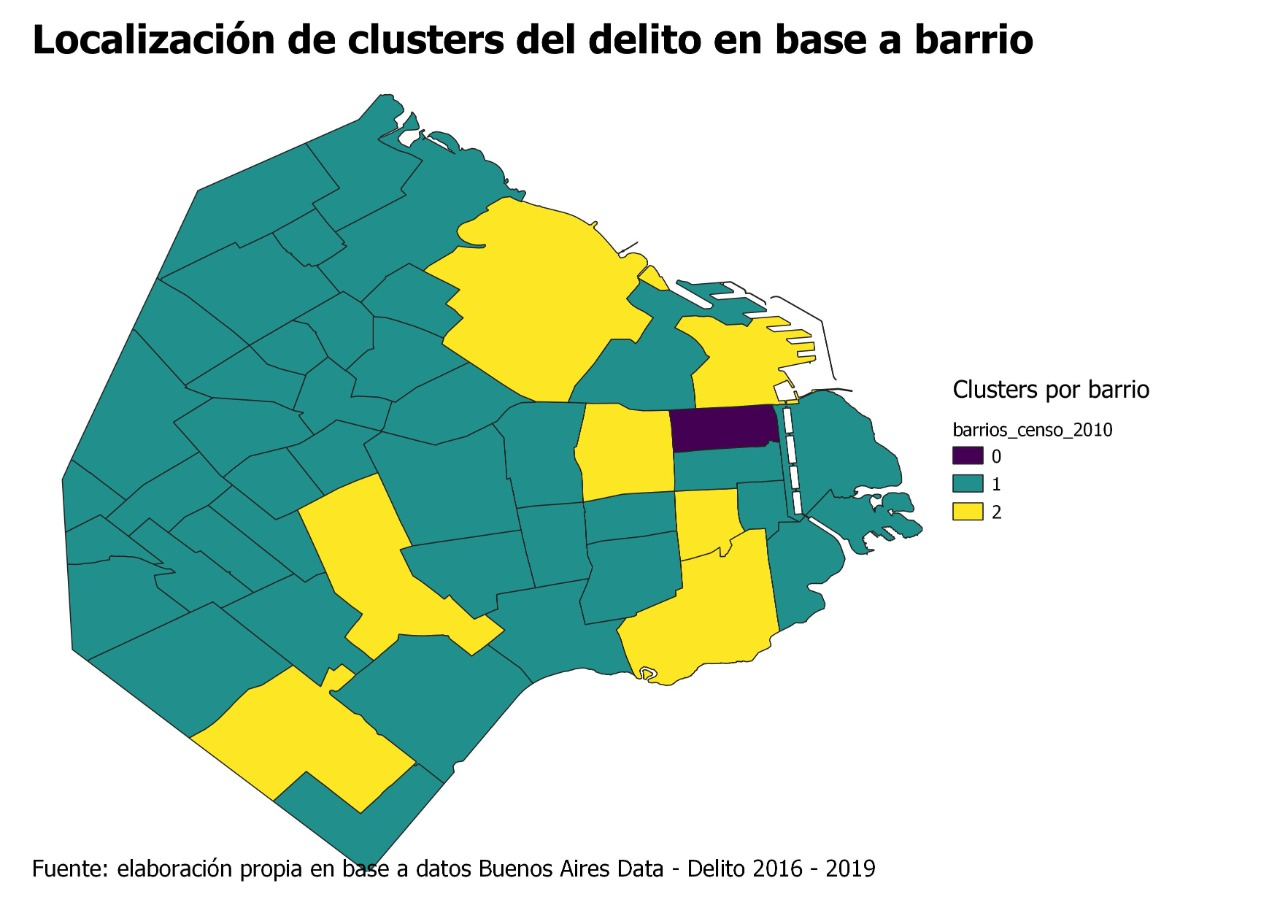 Localización de clusters del delito en base a barrio
Clusters por barrio
barrios_censo_2010
0
1
2
Fuente: elaboración propia en base a datos Buenos Aires Data - Delito 2016 - 2019